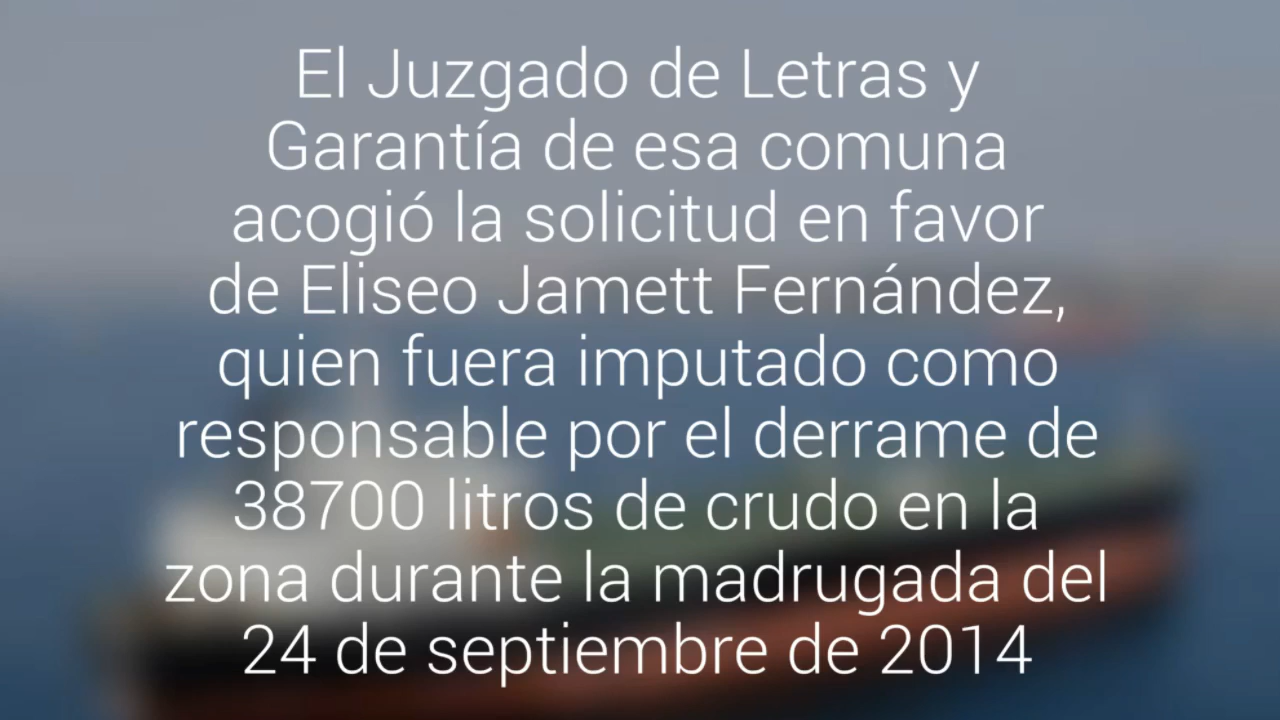 El Juzgado de Letras y
Garantía de esa comuna
acogió la solicitud en favor
de Eliseo Jamett Fernández,
quien fuera imputado como
responsable por el derrame de
38700 litros de crudo en la
zona durante la madrugada del
24 de septiembre de 2014